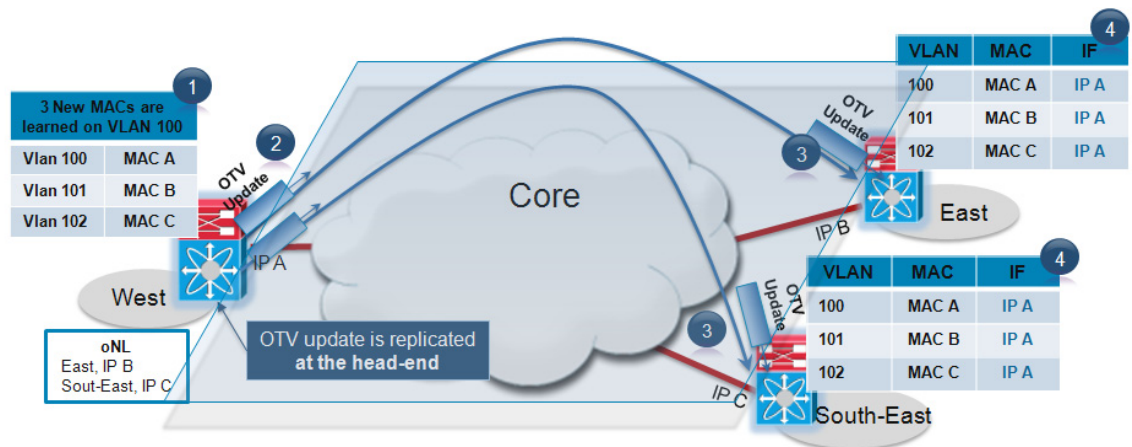 1
3 New MACs are
learned on VLAN 100
Vlan 100 MAC A
Vlan 101 MAC B
Vlan 102 MAC C
2
OTV
Update
IP A
West
oNL
East, IP B
Sout-East, IP C
OTV update is replicated
at the head-end
Core
OTV
Update
3
4
VLAN MAC IF
100 MAC A IP A
101 MAC B IP A
102 MAC C IP A
IP B
East
OTV
Update
3
4
VLAN MAC IF
100 MAC A IP A
101 MAC B IP A
102 MAC C IP A
IP C
South-East